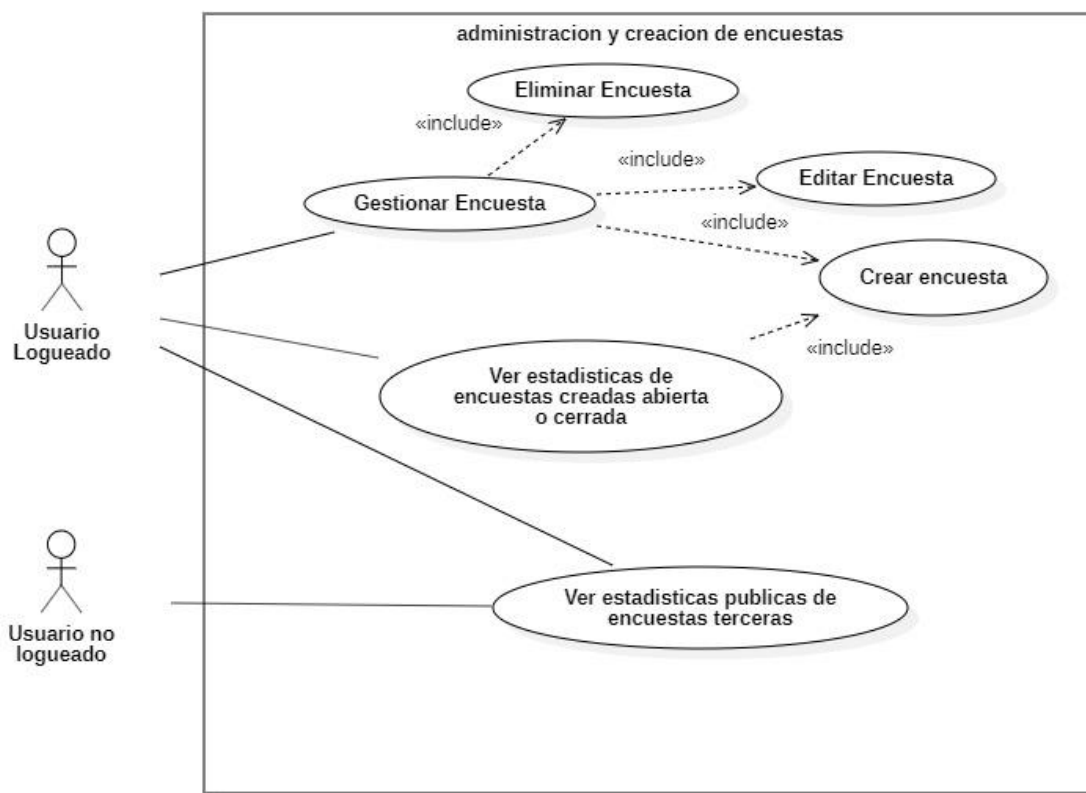 administracion y creacion de encuestas
Eliminar Encuesta
«include»
«include»
Editar Encuesta
Gestionar Encuesta
«include»
Crear encuesta
Usuario
Logueado
«include»
Ver estadisticas de
encuestas creadas abierta
o cerrada
Ver estadisticas publicas de
encuestas terceras
Usuario no
logueado